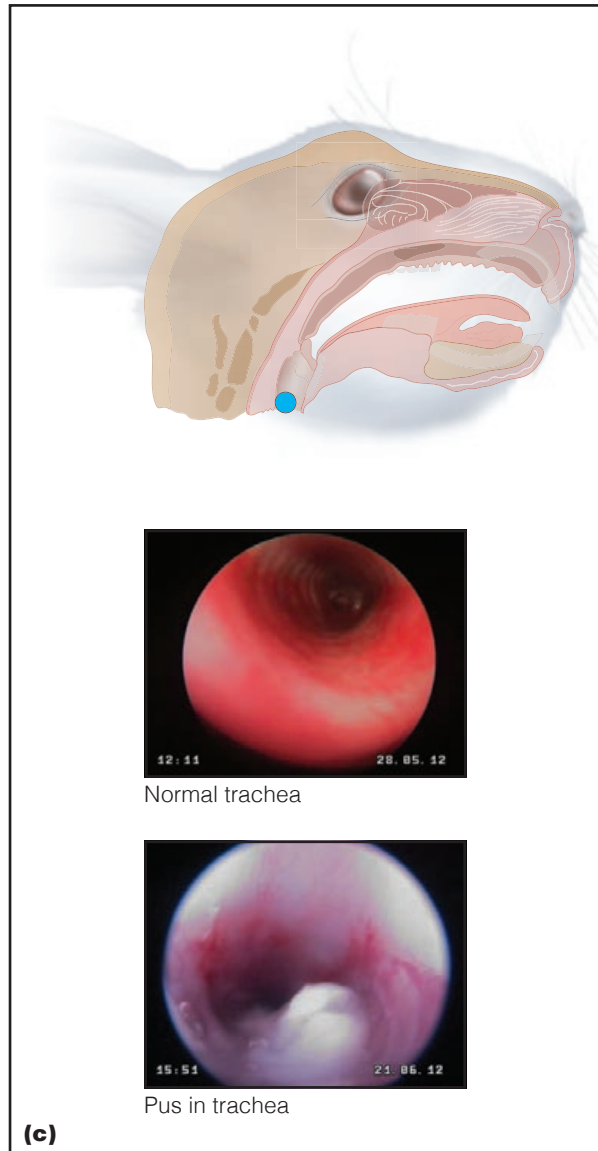 12:11 28.05.12
Normal trachea
15:51 21.06.12
Pus in trachea
(c)